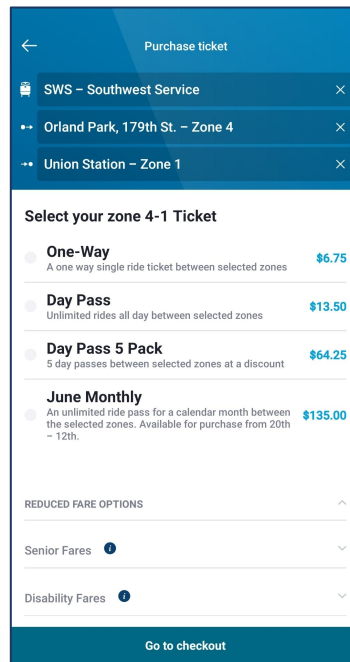 Purchase ticket
SWS – Southwest Service
Orland Park, 179th St. – Zone 4
Union Station – Zone 1
Select your zone 4-1 Ticket
One-Way
A one way single ride ticket between selected zones
$6.75
Day Pass
Unlimited rides all day between selected zones
$13.50
Day Pass 5 Pack
5 day passes between selected zones at a discount
$64.25
June Monthly
An unlimited ride pass for a calendar month between
the selected zones. Available for purchase from 20th
– 12th.
$135.00
REDUCED FARE OPTIONS
Senior Fares
Disability Fares
Go to checkout